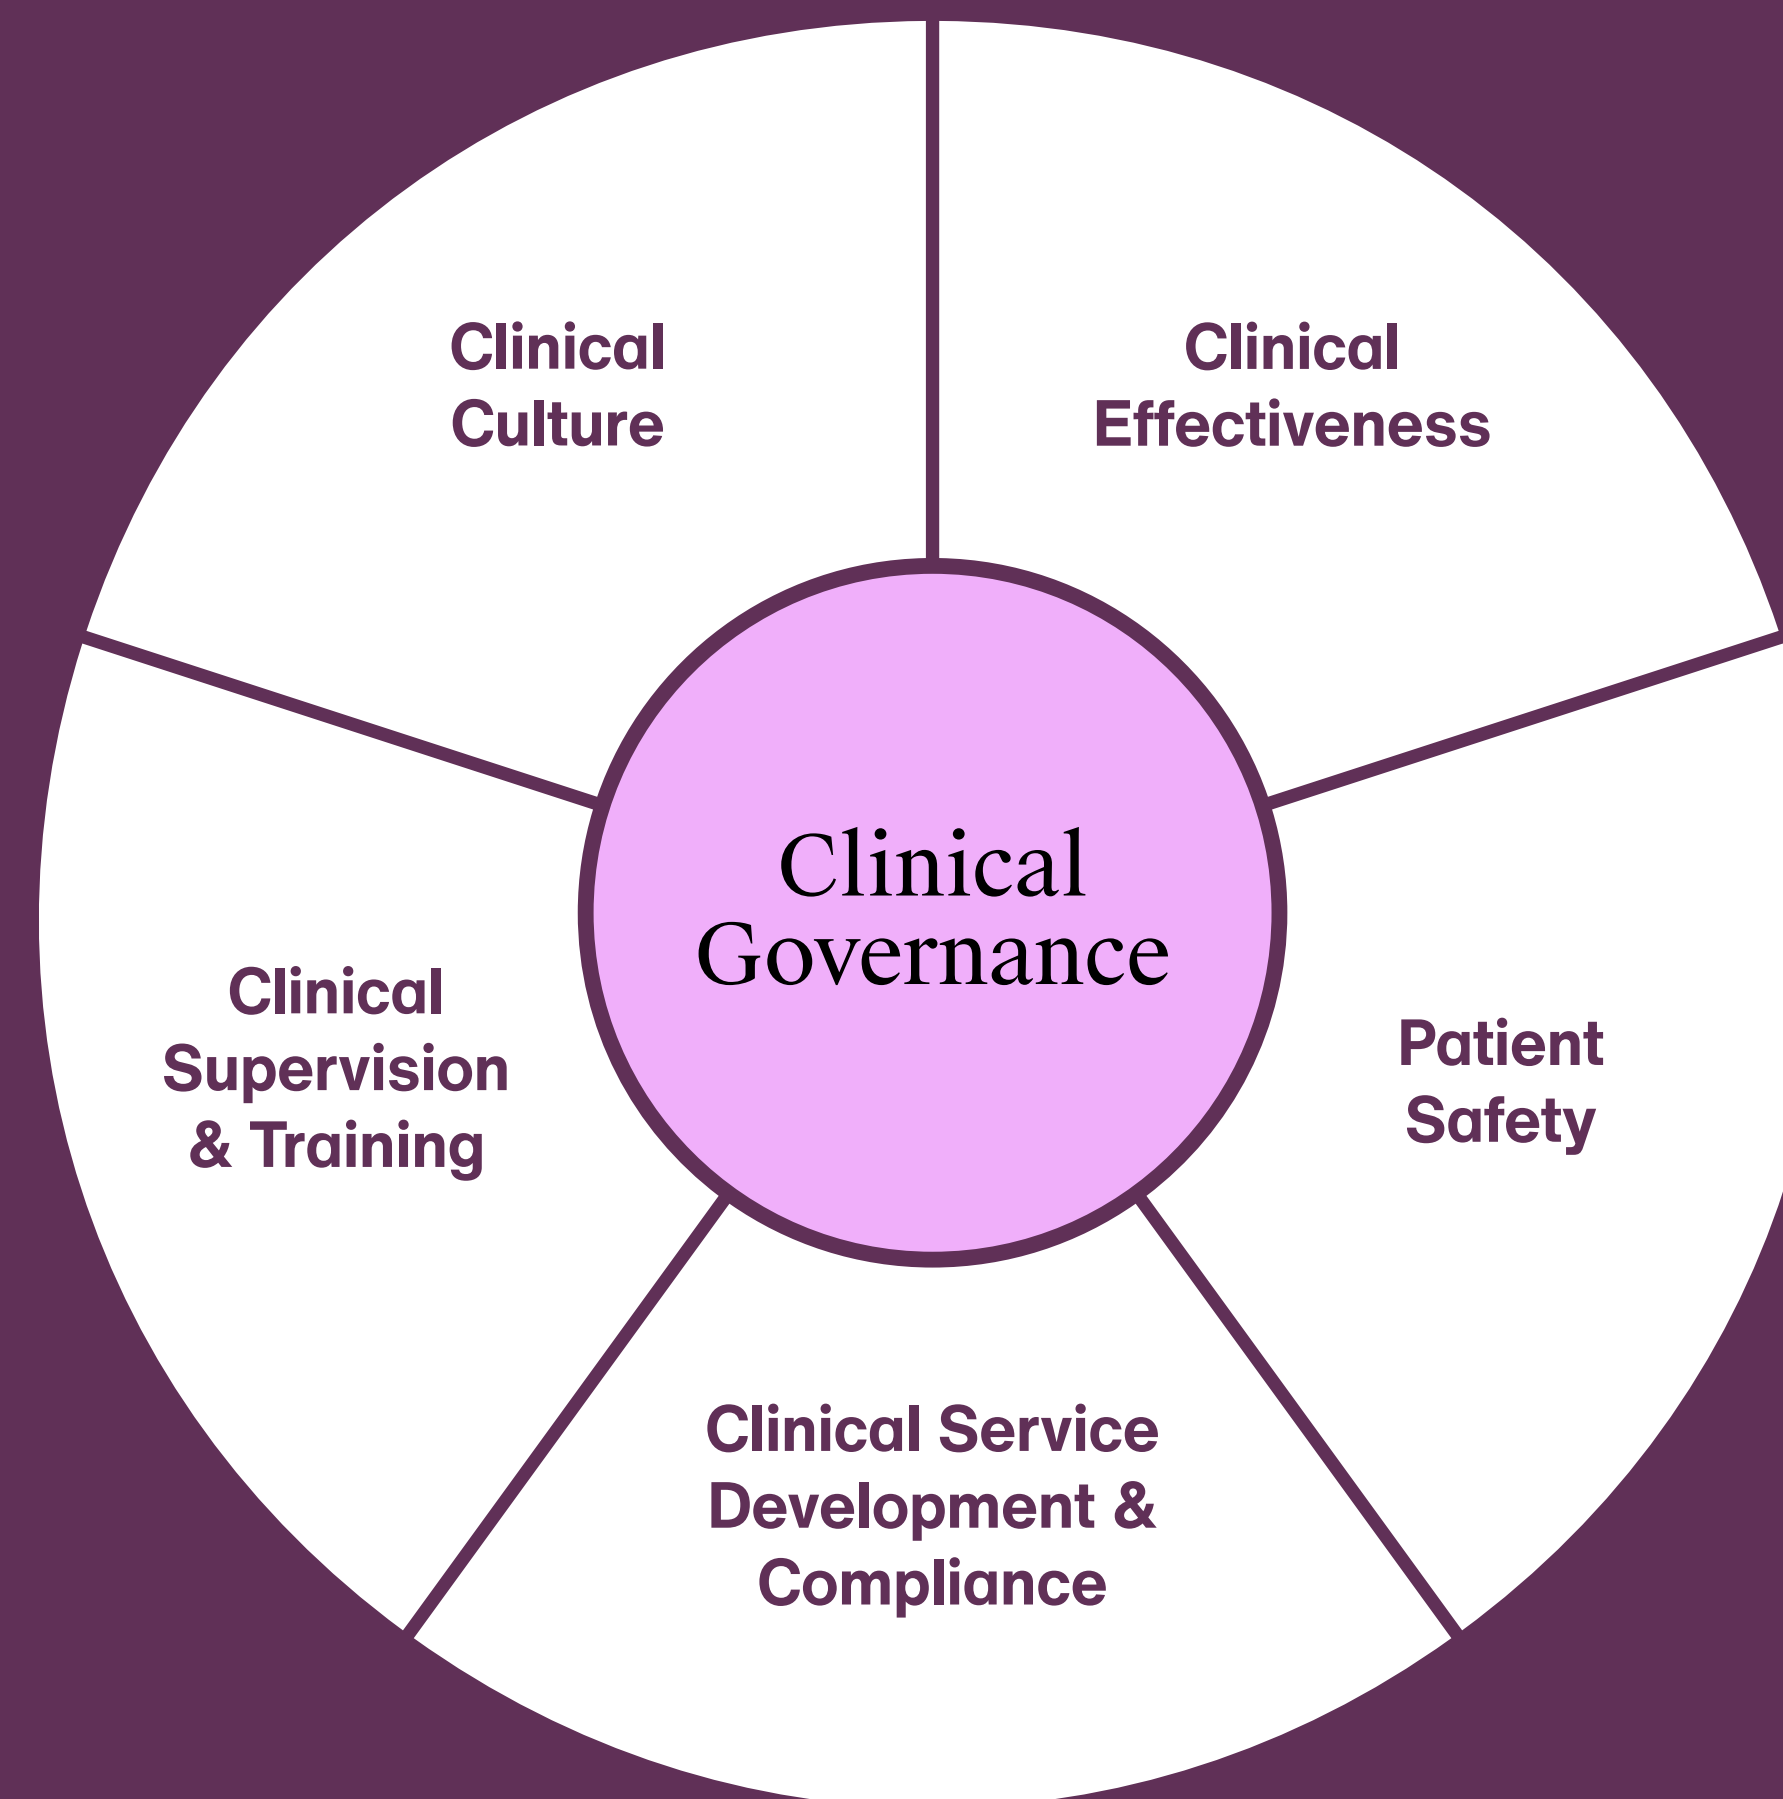 Clinical
Culture
Clinical
Effectiveness
Clinical
Governance
Clinical
Supervision
& Training
Patient
Safety
Clinical Service
Development &
Compliance